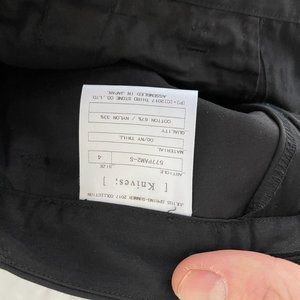 JULIUS SPRING-SUMMER 2017 COLLECTION
[ Knives; ]
ARTICLE SIZE
577PAM2-S 4
MATERIAL
CO/NY TWILL
QUALITY
COTTON 67% / NYLON 33%
(P)+(C)2017 THIRD STONE CO. LTD
ASSEMBLED IN JAPAN.